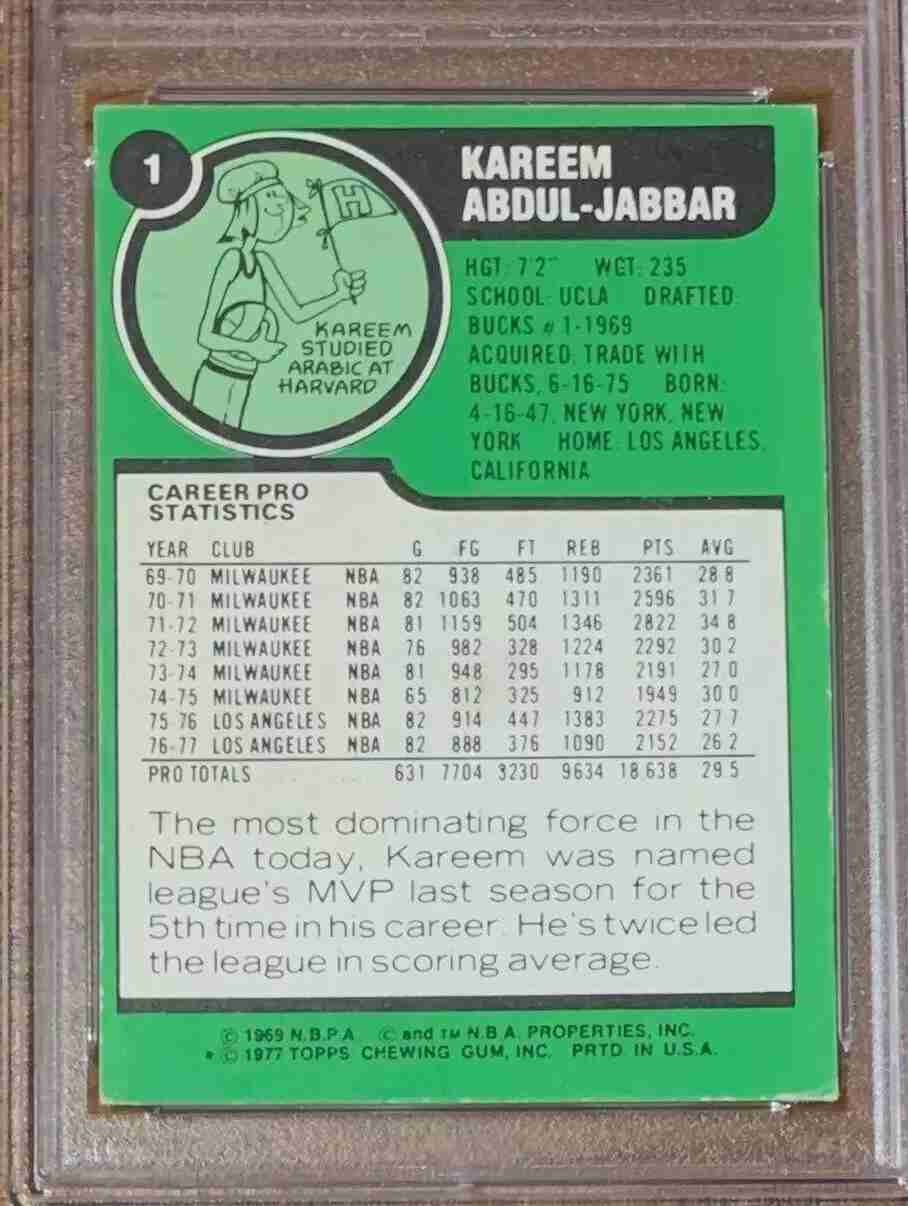 1
KAREEM
ABDUL-JABBAR
H
KAREEM
STUDIED
ARABIC AT
HARVARD
HGT: 7'2" WGT: 235
SCHOOL: UCLA DRAFTED:
BUCKS # 1-1969
ACQUIRED: TRADE WITH
BUCKS, 6-16-75 BORN:
4-16-47, NEW YORK, NEW
YORK HOME: LOS ANGELES,
CALIFORNIA
CAREER PRO
STATISTICS
YEAR CLUB G FG FT REB PTS AVG
69-70 MILWAUKEE NBA 82 938 485 1190 2361 28.8
70-71 MILWAUKEE NBA 82 1063 470 1311 2596 31.7
71-72 MILWAUKEE NBA 81 1159 504 1346 2822 34.8
72-73 MILWAUKEE NBA 76 982 328 1224 2292 30.2
73-74 MILWAUKEE NBA 81 948 295 1178 2191 27.0
74-75 MILWAUKEE NBA 65 812 325 912 1949 30.0
75-76 LOS ANGELES NBA 82 914 447 1383 2275 27.7
76-77 LOS ANGELES NBA 82 888 376 1090 2152 26.2
PRO TOTALS 631 7704 3230 9634 18,638 29.5
The most dominating force in the
NBA today, Kareem was named
league's MVP last season for the
5th time in his career. He's twice led
the league in scoring average.
© 1969 N.B.P.A. © and TM N.B.A. PROPERTIES, INC.
* © 1977 TOPPS CHEWING GUM, INC. PRTD. IN U.S.A.